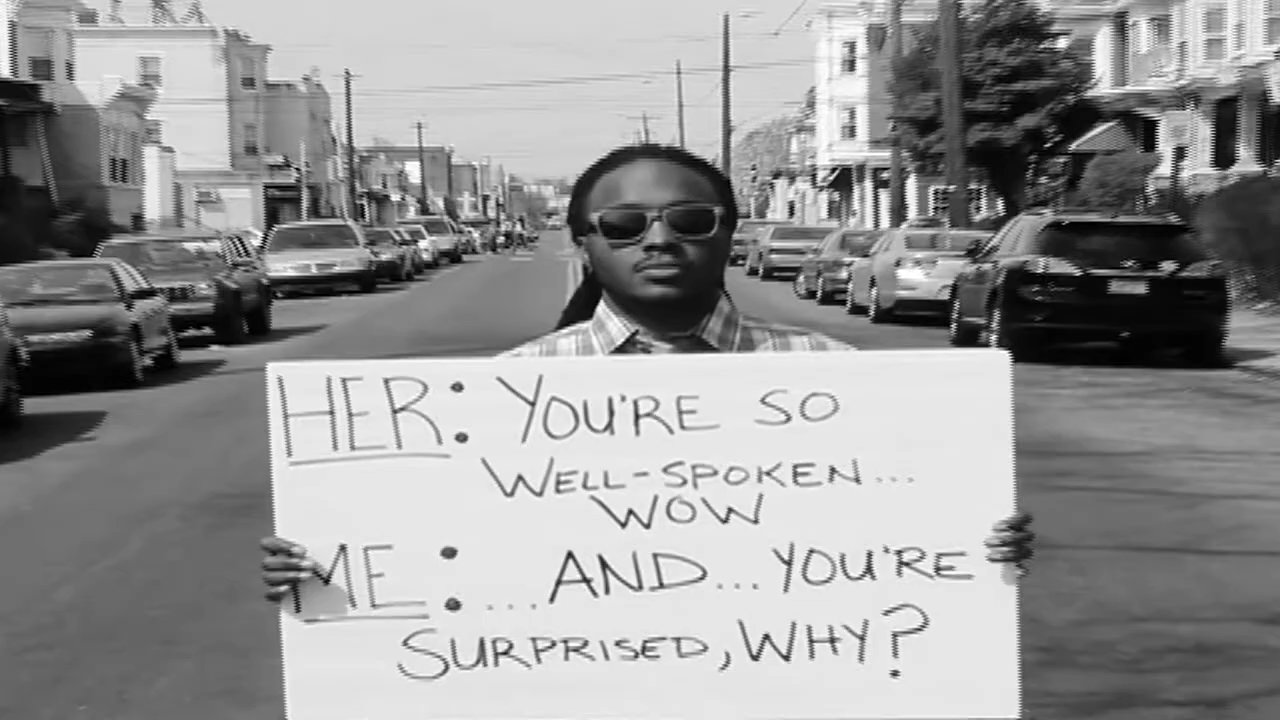 HER: YOU'RE SO
WELL-SPOKEN...
WOW
ME: ...AND...YOU'RE
SURPRISED, WHY?